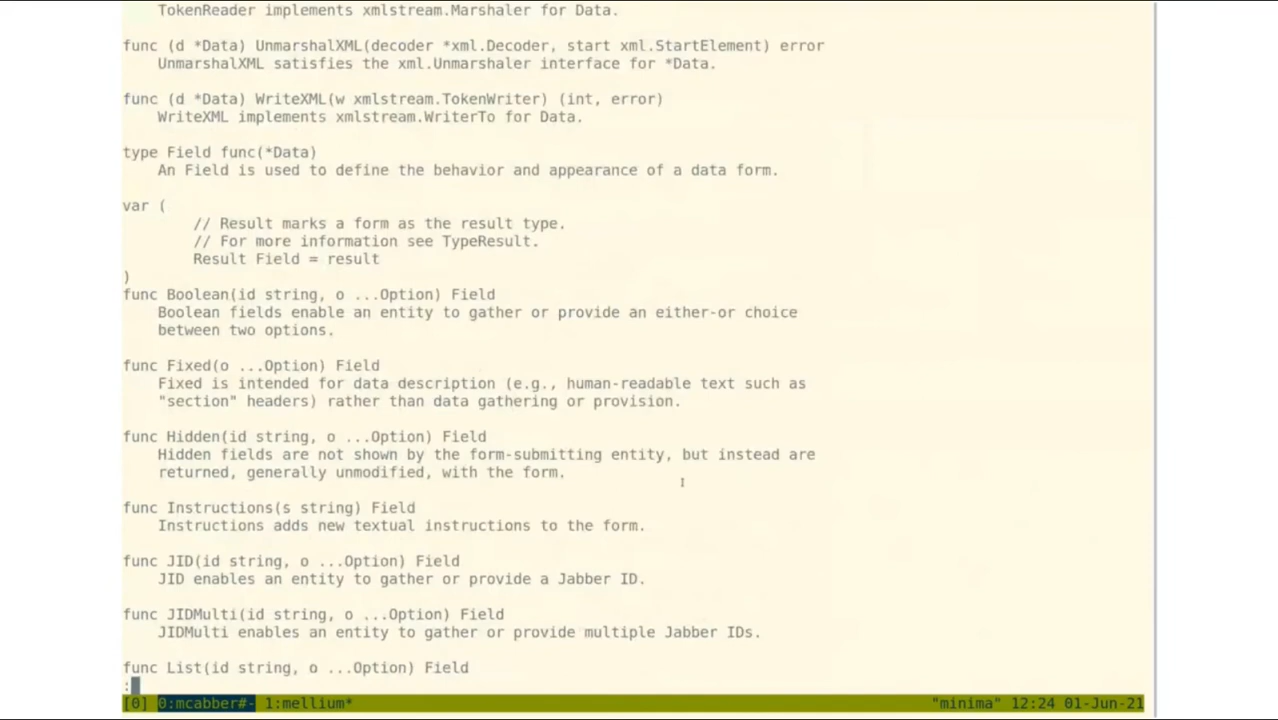 TokenReader implements xmlstream.Marshaler for Data.
func (d *Data) UnmarshalXML(decoder *xml.Decoder, start xml.StartElement) error
UnmarshalXML satisfies the xml.Unmarshaler interface for *Data.
func (d *Data) WriteXML(w xmlstream.TokenWriter) (int, error)
WriteXML implements xmlstream.WriterTo for Data.
type Field func(*Data)
An Field is used to define the behavior and appearance of a data form.
var (
// Result marks a form as the result type.
// For more information see TypeResult.
Result Field = result
)
func Boolean(id string, o ...Option) Field
Boolean fields enable an entity to gather or provide an either-or choice
between two options.
func Fixed(o ...Option) Field
Fixed is intended for data description (e.g., human-readable text such as
"section" headers) rather than data gathering or provision.
func Hidden(id string, o ...Option) Field
Hidden fields are not shown by the form-submitting entity, but instead are
returned, generally unmodified, with the form.
func Instructions(s string) Field
Instructions adds new textual instructions to the form.
func JID(id string, o ...Option) Field
JID enables an entity to gather or provide a Jabber ID.
func JIDMulti(id string, o ...Option) Field
JIDMulti enables an entity to gather or provide multiple Jabber IDs.
func List(id string, o ...Option) Field
:
[0] 0:mcabber#- 1:mellium* "minima" 12:24 01-Jun-21